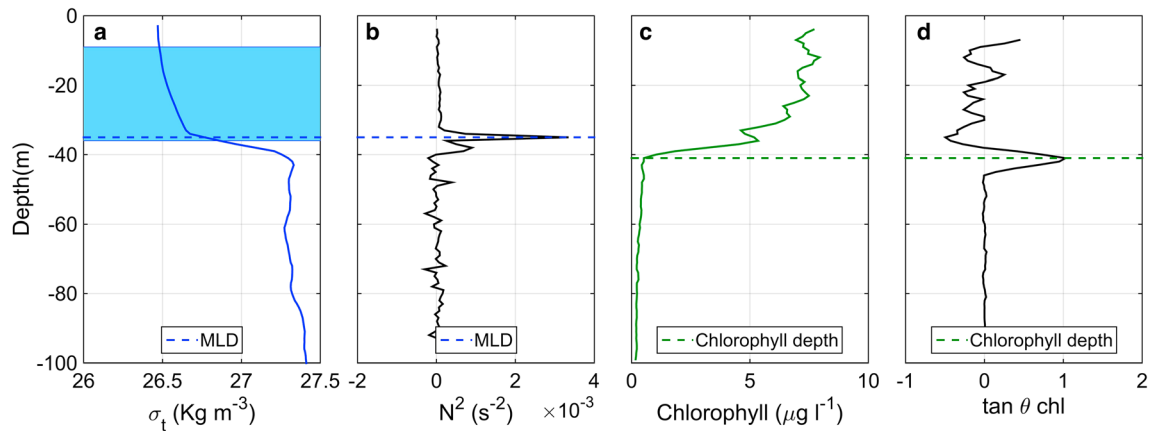 a
b
c
d
0
-20
-40
-60
-80
-100
Depth(m)
MLD
MLD
Chlorophyll depth
Chlorophyll depth
26 26.5 27 27.5
-2 0 2 4
0 5 10
-1 0 1 2
σt (Kg m⁻³)
N² (s⁻²) ×10⁻³
Chlorophyll (μg l⁻¹)
tan θ chl